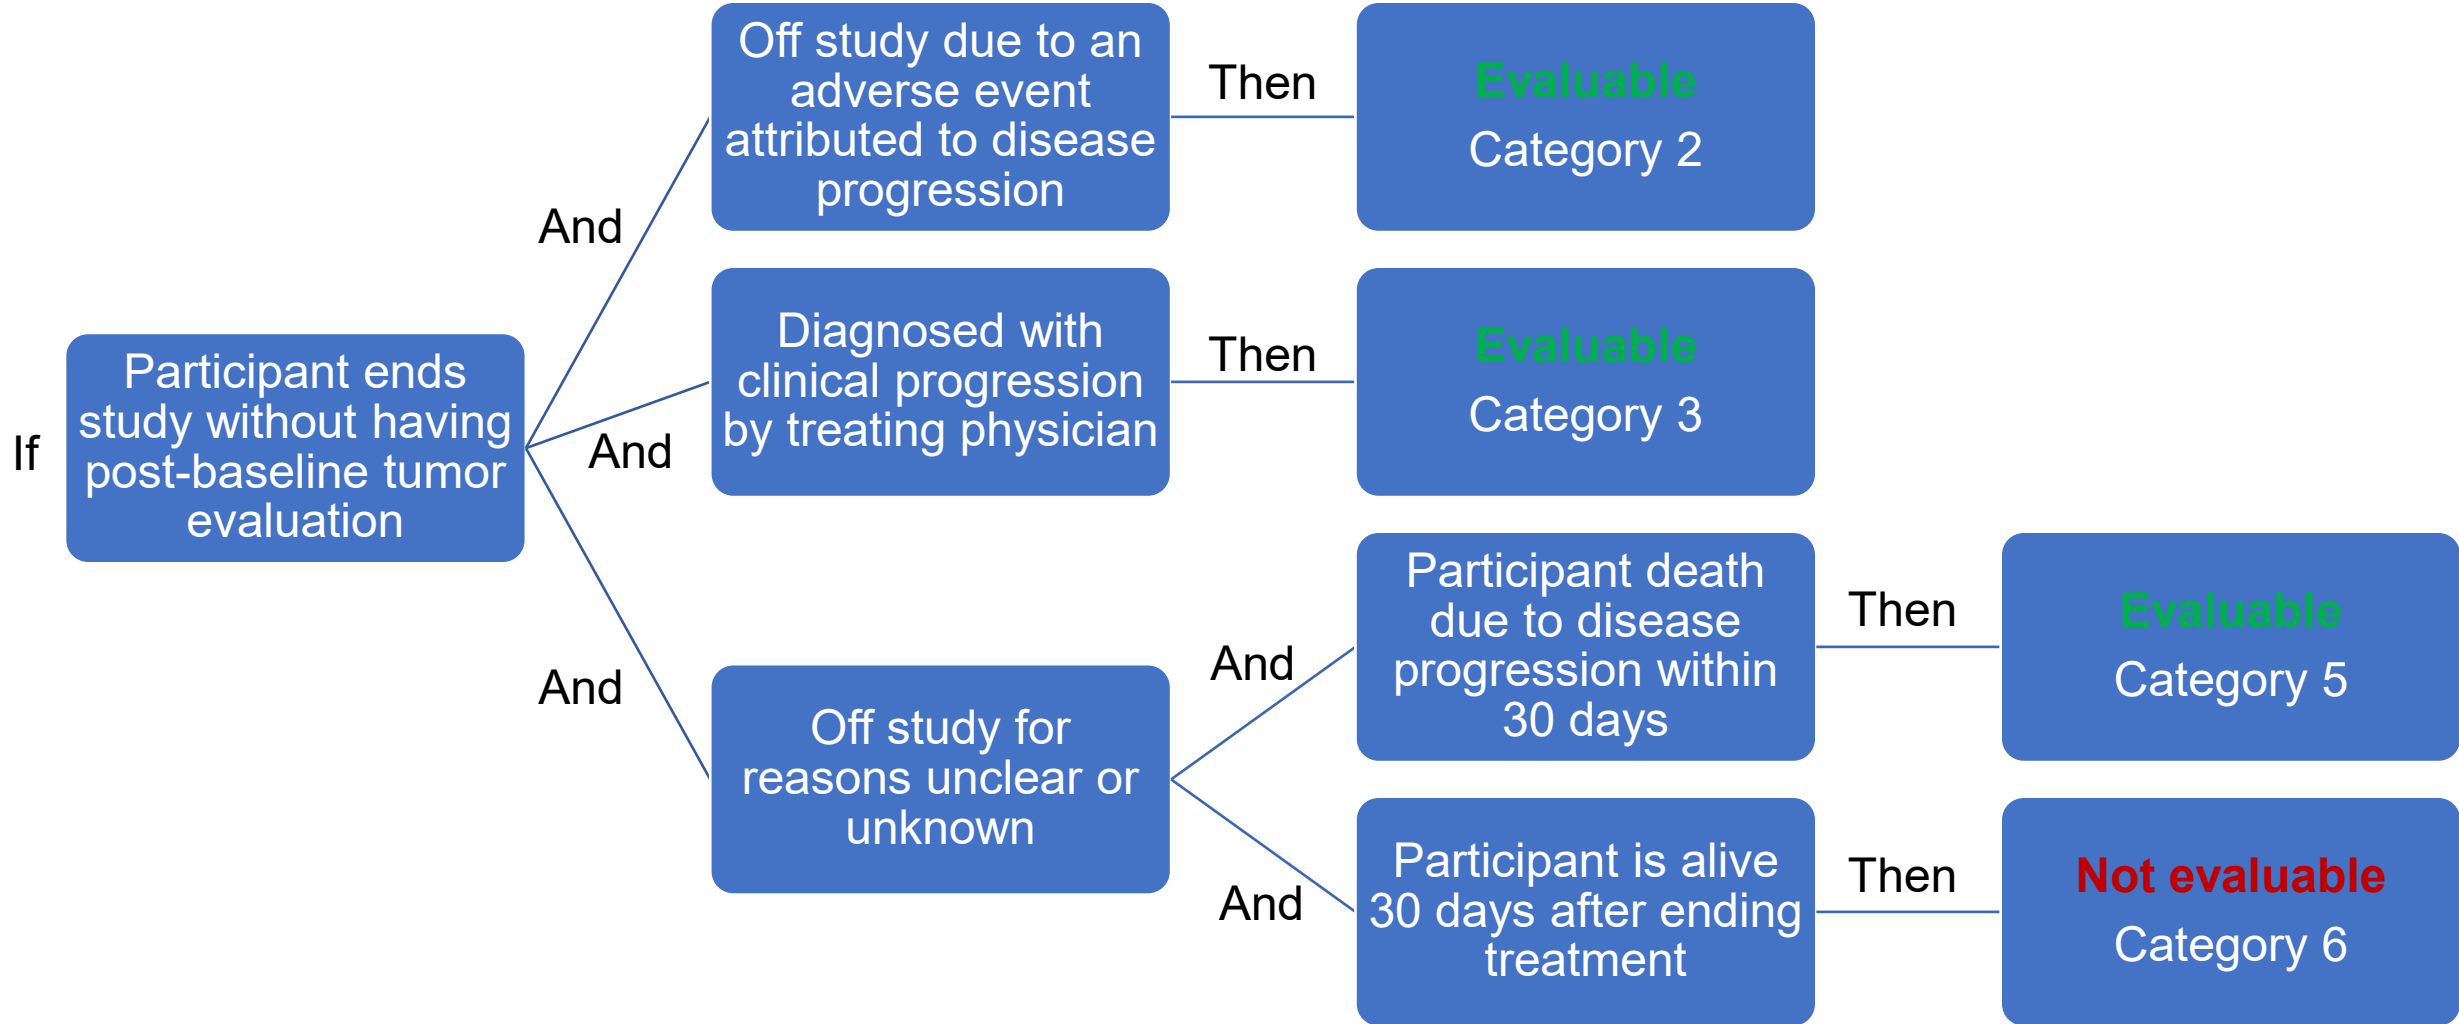 If
Participant ends
study without having
post-baseline tumor
evaluation
And
Off study due to an
adverse event
attributed to disease
progression
Then
Evaluable
Category 2
And
Diagnosed with
clinical progression
by treating physician
Then
Evaluable
Category 3
And
Off study for
reasons unclear or
unknown
And
Participant death
due to disease
progression within
30 days
Then
Evaluable
Category 5
And
Participant is alive
30 days after ending
treatment
Then
Not evaluable
Category 6